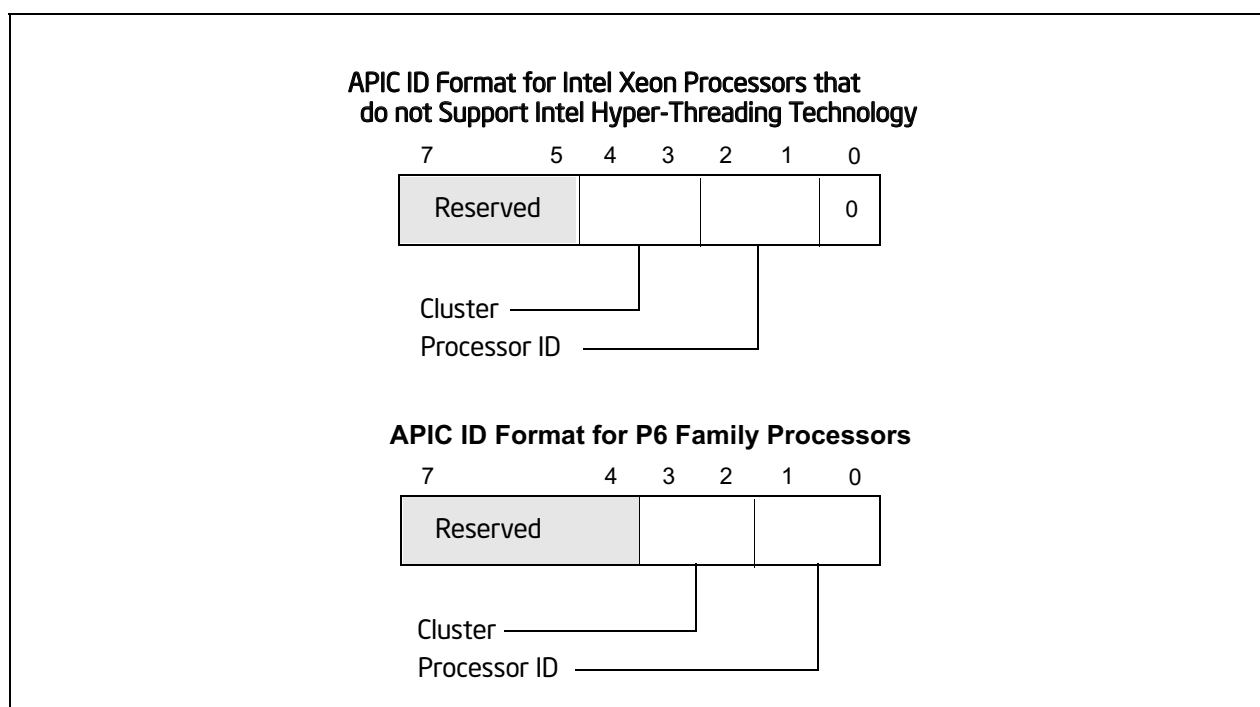 APIC ID Format for Intel Xeon Processors that
do not Support Intel Hyper-Threading Technology
7 5 4 3 2 1 0
Reserved 0
Cluster
Processor ID
APIC ID Format for P6 Family Processors
7 4 3 2 1 0
Reserved
Cluster
Processor ID